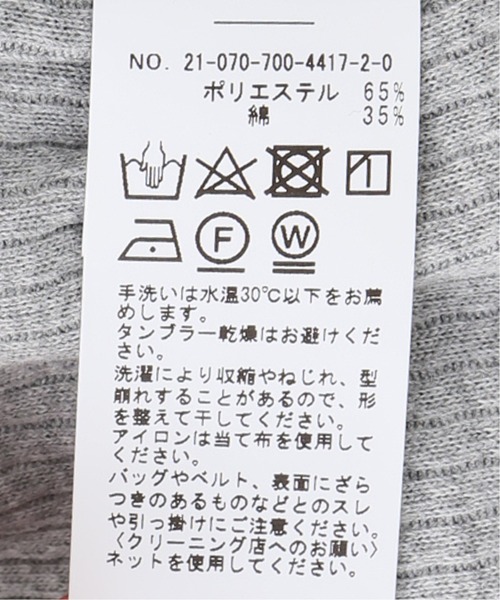 NO. 21-070-700-4417-2-0
ポリエステル 65%
綿 35%
F
W
手洗いは水温30℃以下をお薦
めします。
タンブラー乾燥はお避けくだ
さい。
洗濯により収縮やねじれ、型
崩れすることがあるので、形
を整えて干してください。
アイロンは当て布を使用して
ください。
バッグやベルト、表面にざら
つきのあるものなどとのスレ
や引っ掛けにご注意ください。
〈クリーニング店へのお願い〉
ネットを使用してください。